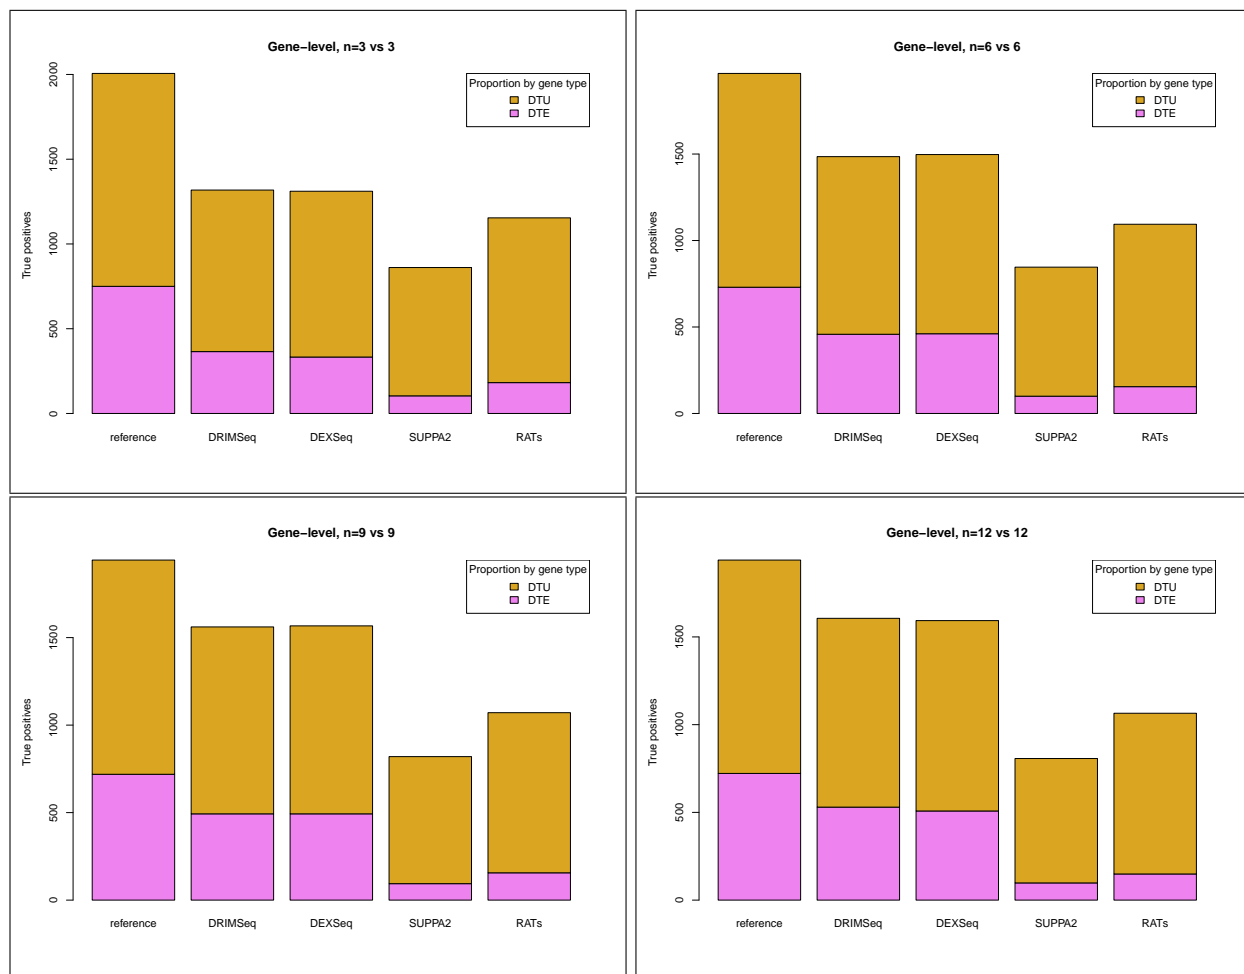 Gene−level, n=3 vs 3
Proportion by gene type
DTU
DTE
True positives
2000
1500
1000
500
0
reference DRIMSeq DEXSeq SUPPA2 RATs
Gene−level, n=6 vs 6
Proportion by gene type
DTU
DTE
True positives
1500
1000
500
0
reference DRIMSeq DEXSeq SUPPA2 RATs
Gene−level, n=9 vs 9
Proportion by gene type
DTU
DTE
True positives
1500
1000
500
0
reference DRIMSeq DEXSeq SUPPA2 RATs
Gene−level, n=12 vs 12
Proportion by gene type
DTU
DTE
True positives
1500
1000
500
0
reference DRIMSeq DEXSeq SUPPA2 RATs